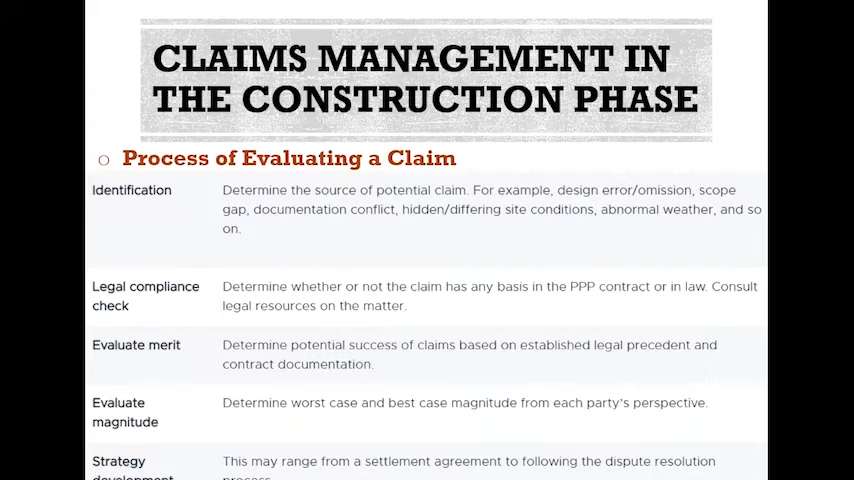 CLAIMS MANAGEMENT IN
THE CONSTRUCTION PHASE
o Process of Evaluating a Claim
Identification
Determine the source of potential claim. For example, design error/omission, scope
gap, documentation conflict, hidden/differing site conditions, abnormal weather, and so
on.
Legal compliance
check
Determine whether or not the claim has any basis in the PPP contract or in law. Consult
legal resources on the matter.
Evaluate merit
Determine potential success of claims based on established legal precedent and
contract documentation.
Evaluate
magnitude
Determine worst case and best case magnitude from each party's perspective.
Strategy
development
This may range from a settlement agreement to following the dispute resolution
process.